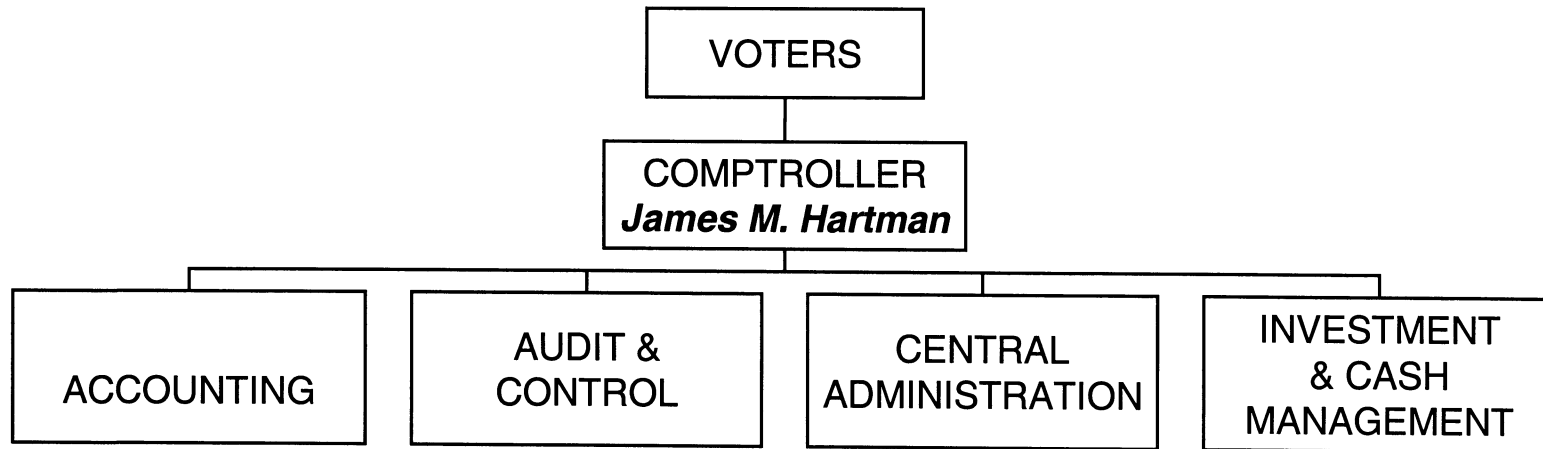 VOTERS
COMPTROLLER
James M. Hartman
ACCOUNTING
AUDIT &
CONTROL
CENTRAL
ADMINISTRATION
INVESTMENT
& CASH
MANAGEMENT